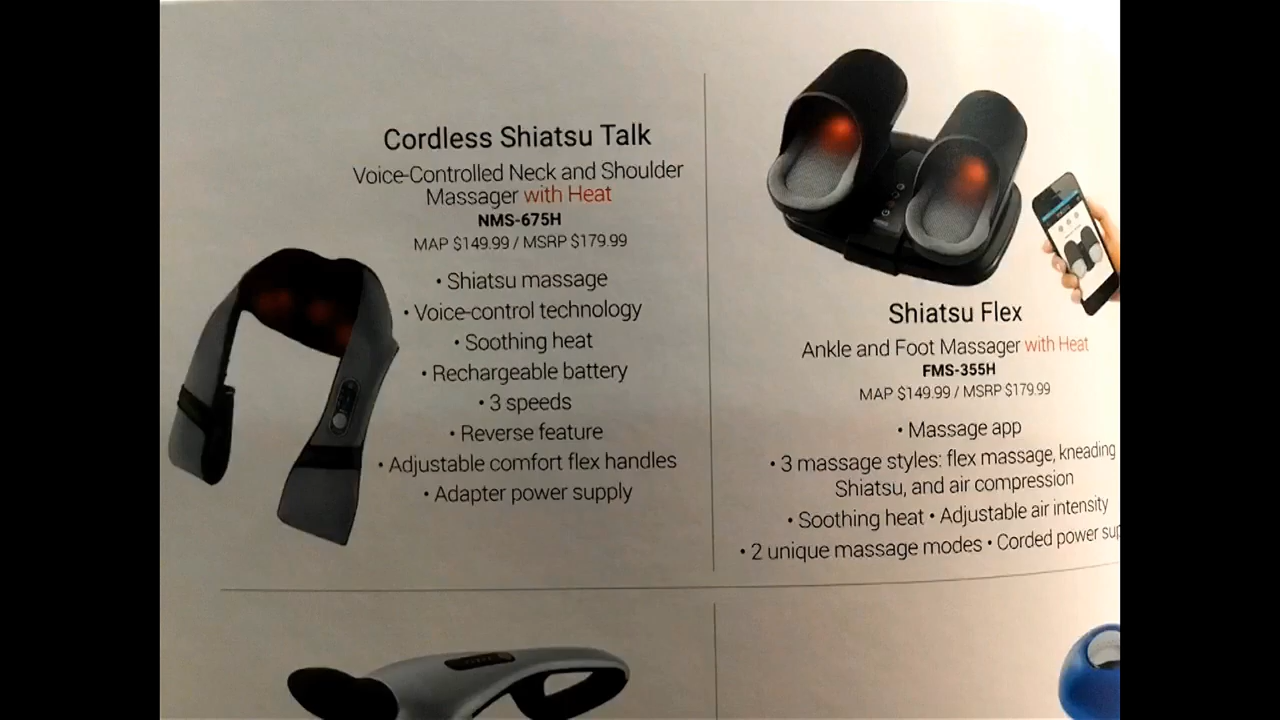 Cordless Shiatsu Talk
Voice-Controlled Neck and Shoulder
Massager with Heat
NMS-675H
MAP $149.99 / MSRP $179.99
• Shiatsu massage
• Voice-control technology
• Soothing heat
• Rechargeable battery
• 3 speeds
• Reverse feature
• Adjustable comfort flex handles
• Adapter power supply
Shiatsu Flex
Ankle and Foot Massager with Heat
FMS-355H
MAP $149.99 / MSRP $179.99
• Massage app
• 3 massage styles: flex massage, kneading
Shiatsu, and air compression
• Soothing heat • Adjustable air intensity
• 2 unique massage modes • Corded power